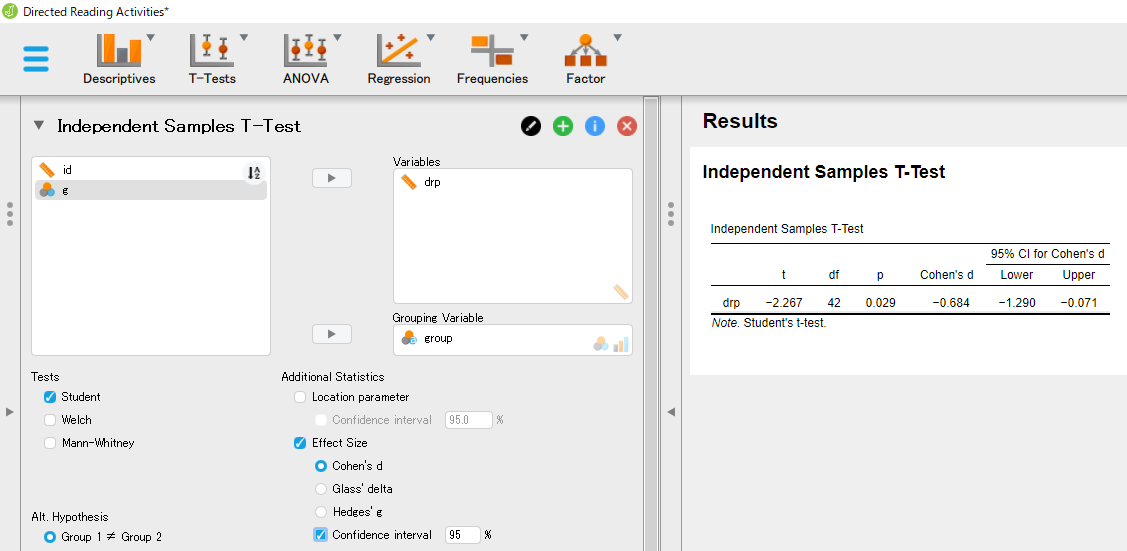 Directed Reading Activities*
Descriptives
T-Tests
ANOVA
Regression
Frequencies
Factor
Independent Samples T-Test
id
g
Variables
drp
Grouping Variable
group
Tests
Student
Welch
Mann-Whitney
Alt. Hypothesis
Group 1 ≠ Group 2
Additional Statistics
Location parameter
Confidence interval 95.0 %
Effect Size
Cohen's d
Glass' delta
Hedges' g
Confidence interval 95 %
Results
Independent Samples T-Test
Independent Samples T-Test
95% CI for Cohen's d
t df p Cohen's d Lower Upper
drp −2.267 42 0.029 −0.684 −1.290 −0.071
Note. Student's t-test.